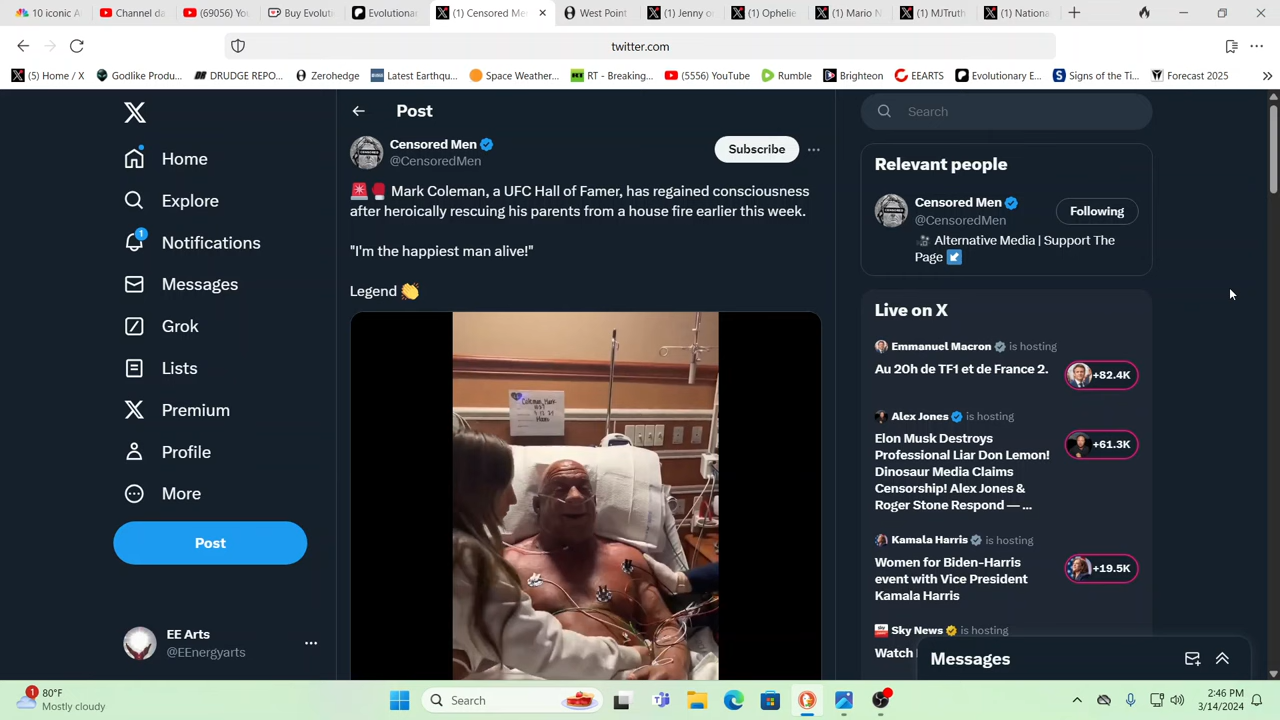 10 iconic A
Channel da
(69056) You
Buy Evolut
Evolutionar
(1) Censored Me
West Point
(1) Jenny o
(1) Ophelie
(1) Mario N
(1) MJTruth
(1) Nationa
twitter.com
(5) Home / X
Godlike Produ...
DRUDGE REPO...
Zerohedge
Latest Earthqu...
Space Weather...
RT - Breaking...
(5556) YouTube
Rumble
Brighteon
EEARTS
Evolutionary E...
Signs of the Ti...
Forecast 2025
Home
Explore
1
Notifications
Messages
Grok
Lists
Premium
Profile
More
Post
EE Arts
@EEnergyarts
Post
Censored Men
@CensoredMen
Subscribe
Mark Coleman, a UFC Hall of Famer, has regained consciousness
after heroically rescuing his parents from a house fire earlier this week.
"I'm the happiest man alive!"
Legend
Search
Relevant people
Censored Men
@CensoredMen
Following
Alternative Media | Support The
Page
Live on X
Emmanuel Macron is hosting
Au 20h de TF1 et de France 2.
+82.4K
Alex Jones is hosting
Elon Musk Destroys
Professional Liar Don Lemon!
Dinosaur Media Claims
Censorship! Alex Jones &
Roger Stone Respond — ...
+61.3K
Kamala Harris is hosting
Women for Biden-Harris
event with Vice President
Kamala Harris
+19.5K
Sky News is hosting
Watch
Messages
1
80°F
Mostly cloudy
Search
2:46 PM
3/14/2024